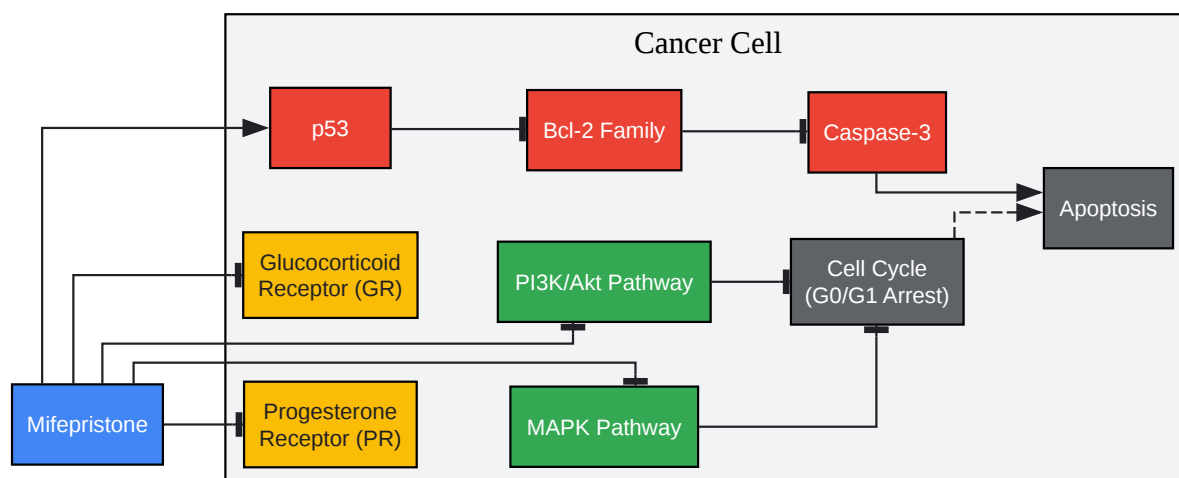 Cancer Cell
p53
Bcl-2 Family
Caspase-3
Apoptosis
Glucocorticoid
Receptor (GR)
PI3K/Akt Pathway
Cell Cycle
(G0/G1 Arrest)
Mifepristone
Progesterone
Receptor (PR)
MAPK Pathway